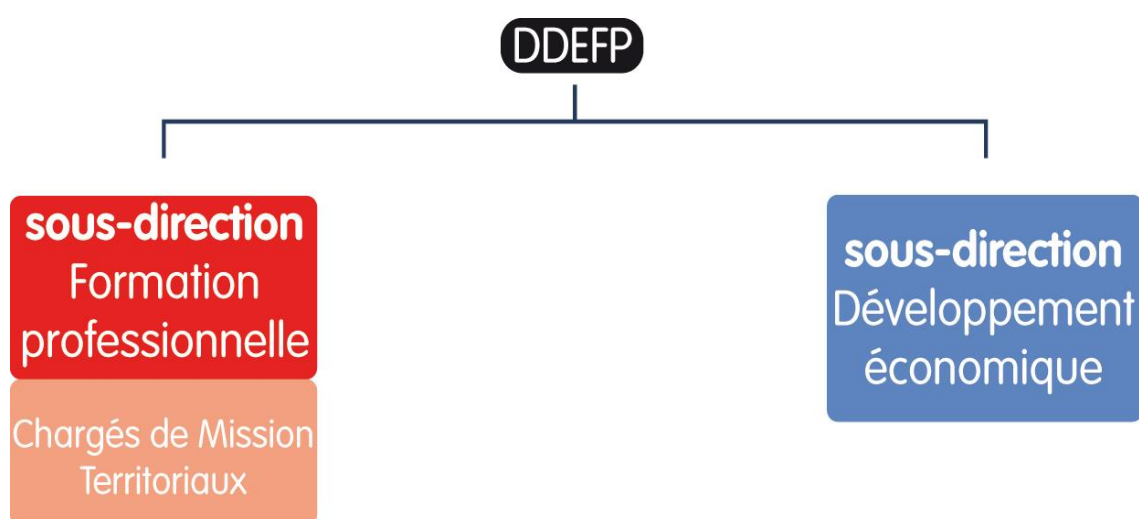 DDEFP
sous-direction
Formation
professionnelle
Chargés de Mission
Territoriaux
sous-direction
Développement
économique